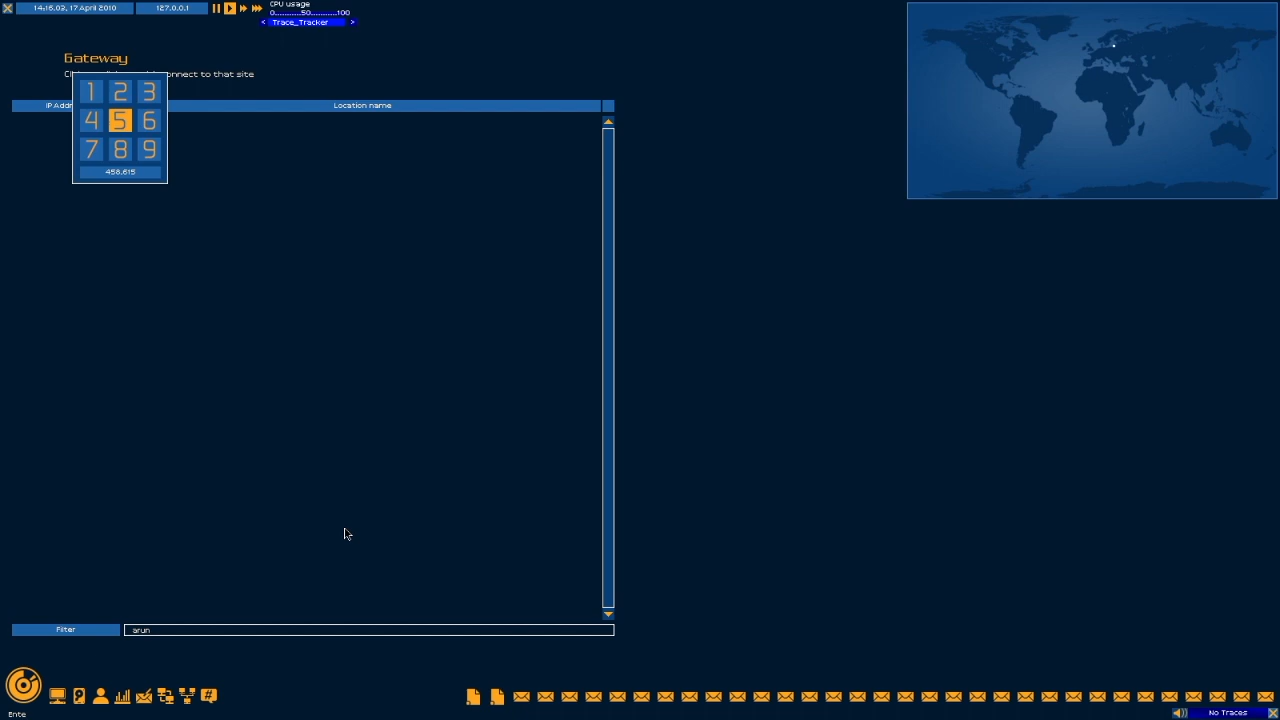 14:16.03, 17 April 2010
127.0.0.1
CPU usage
0..........50..........100
< Trace_Tracker >
Gateway
onnect to that site
IP Addr
Location name
1 2 3
4 5 6
7 8 9
458.615
Filter
arun
#
Ente
No Traces